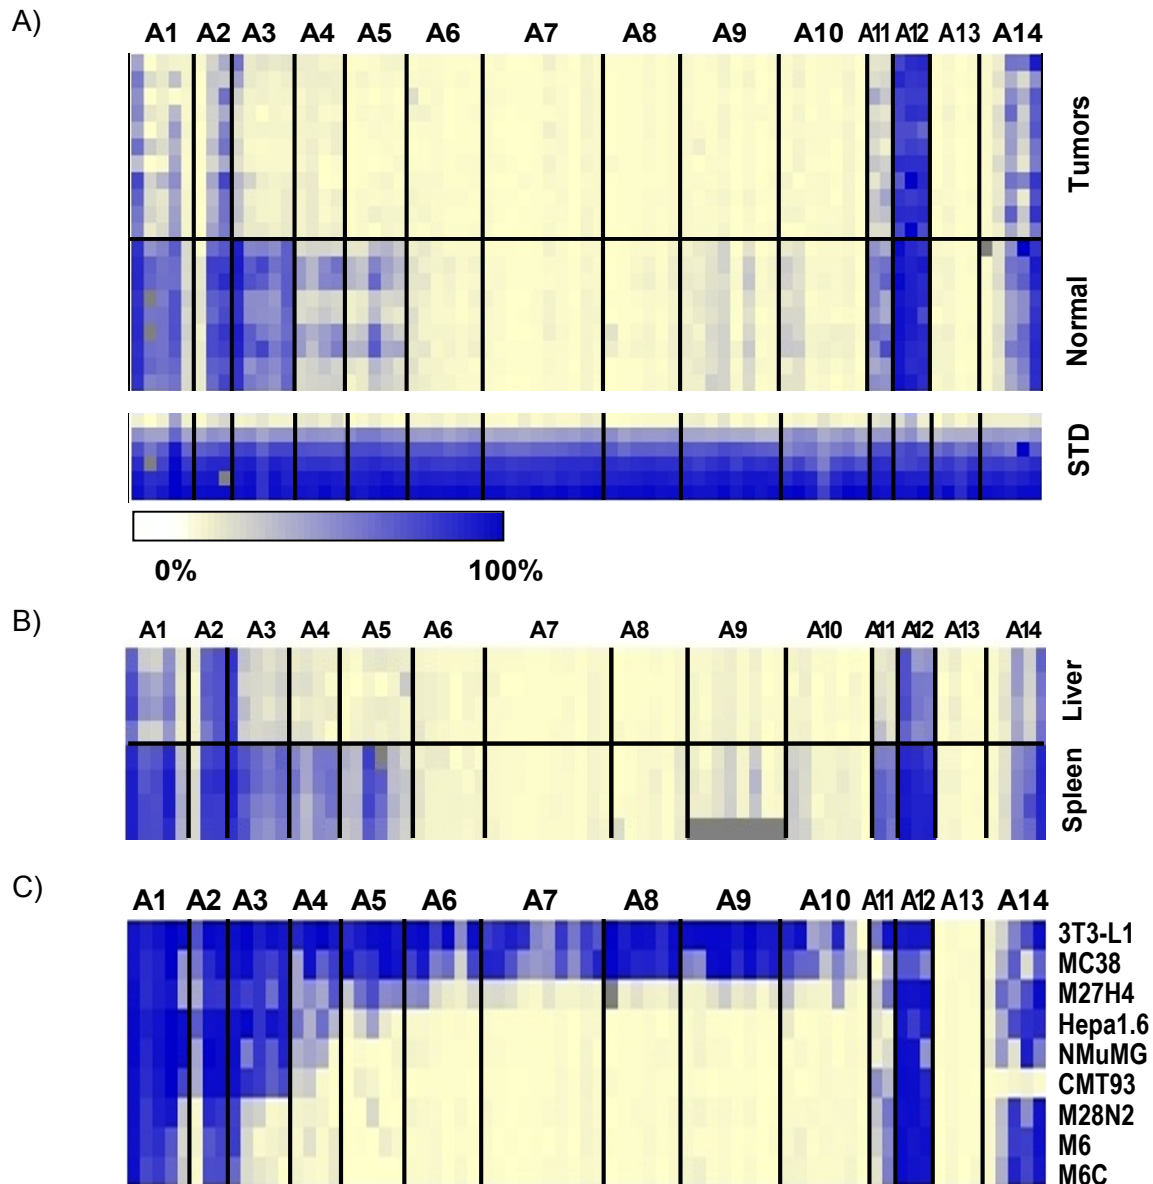 A)
A1 A2 A3 A4 A5 A6 A7 A8 A9 A10 A11 A12 A13 A14
Tumors
Normal
STD
0% 100%
B)
A1 A2 A3 A4 A5 A6 A7 A8 A9 A10 A11 A12 A13 A14
Liver
Spleen
C)
A1 A2 A3 A4 A5 A6 A7 A8 A9 A10 A11 A12 A13 A14
3T3-L1
MC38
M27H4
Hepa1.6
NMuMG
CMT93
M28N2
M6
M6C